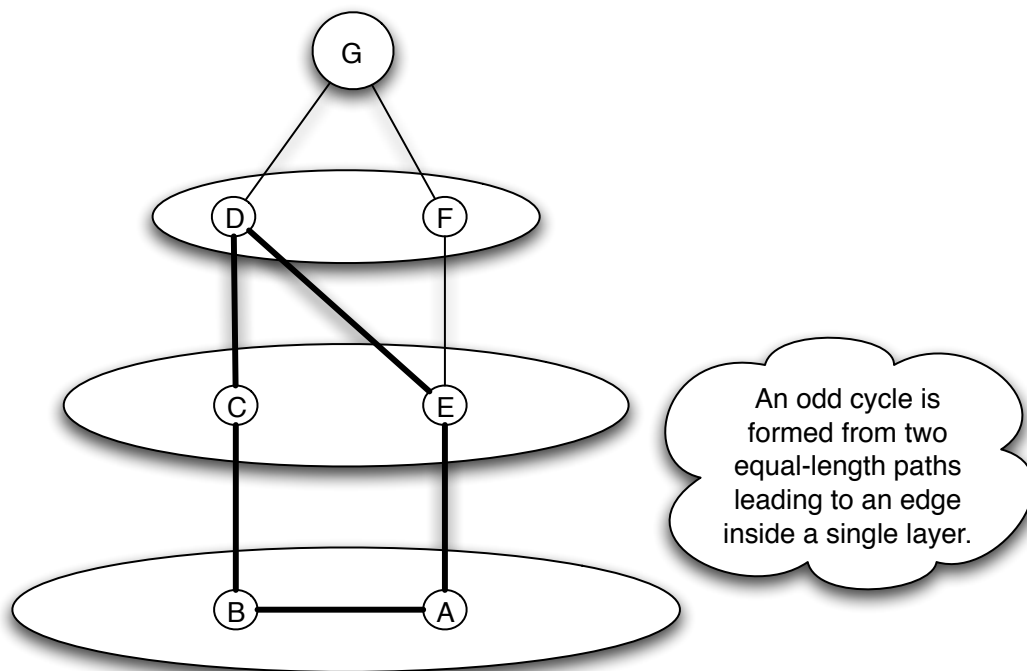 G
D
F
C
E
B
A
An odd cycle is
formed from two
equal-length paths
leading to an edge
inside a single layer.